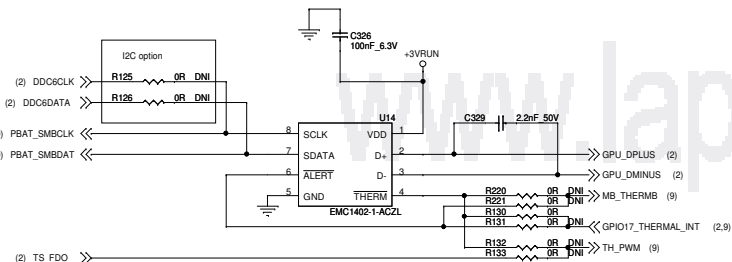 C326
100nF_6.3V
+3VRUN
I2C option
(2) DDC6CLK
R125 0R DNI
(2) DDC6DATA
R126 0R DNI
U14
C329 2.2nF_50V
) PBAT_SMBCLK
8 SCLK VDD 1
) PBAT_SMBDAT
7 SDATA D+ 2
GPU_DPLUS (2)
6 ALERT D- 3
GPU_DMINUS (2)
5 GND THERM 4
EMC1402-1-ACZL
R220 0R DNI MB_THERMB (9)
R221 0R
R130 0R DNI
R131 0R DNI GPIO17_THERMAL_INT (2,9)
R132 0R DNI TH_PWM (9)
(2) TS_FDO
R133 0R DNI
www.lap